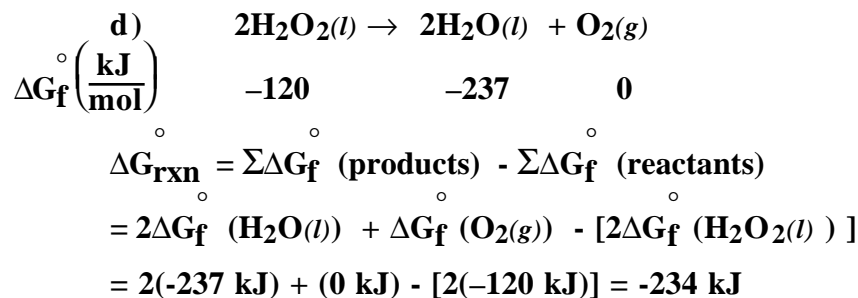 d) 2H₂O₂(l) → 2H₂O(l) + O₂(g)
ΔG°f (kJ/mol) –120 –237 0
ΔG°rxn = ΣΔG°f (products) - ΣΔG°f (reactants)
= 2ΔG°f (H₂O(l)) + ΔG°f (O₂(g)) - [2ΔG°f (H₂O₂(l) ) ]
= 2(-237 kJ) + (0 kJ) - [2(–120 kJ)] = -234 kJ